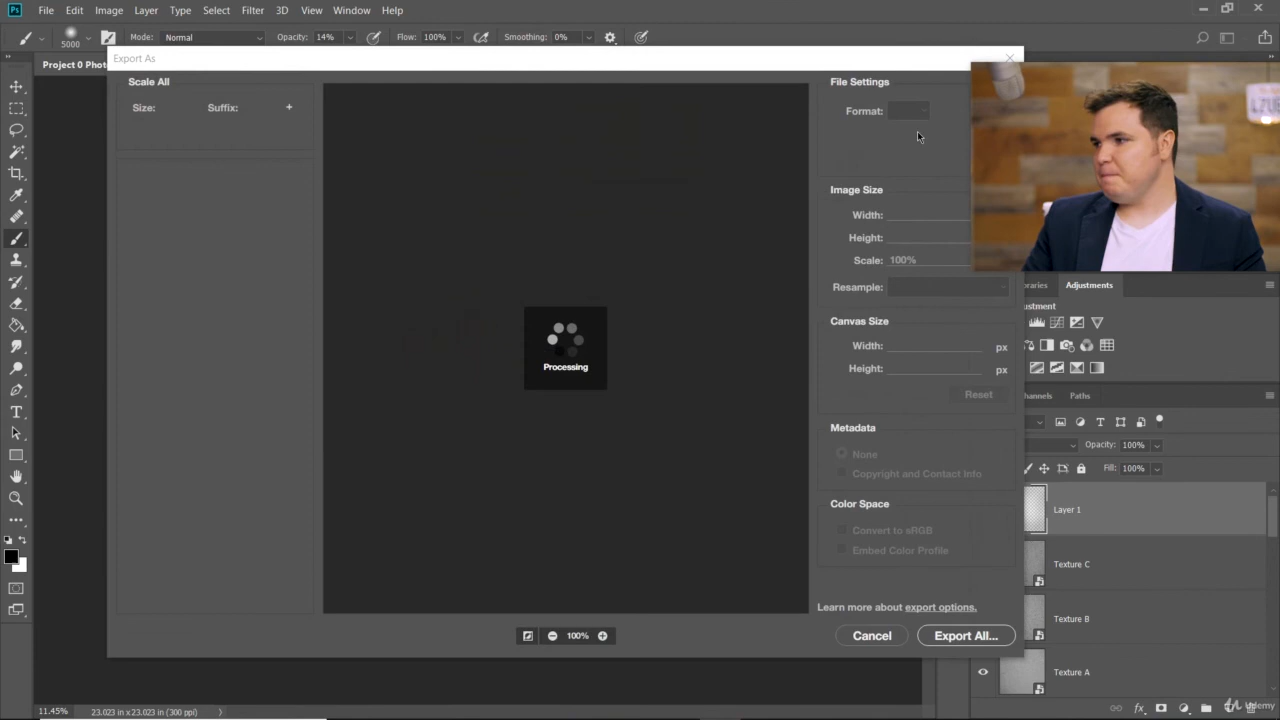 Ps File Edit Image Layer Type Select Filter 3D View Window Help
5000 Mode: Normal Opacity: 14% Flow: 100% Smoothing: 0%
Project 0 Phot
Export As
Scale All
Size: Suffix: +
File Settings
Format:
Image Size
Width:
Height:
Scale: 100%
Resample:
Processing
Canvas Size
Width: px
Height: px
Reset
Metadata
None
Copyright and Contact Info
Color Space
Convert to sRGB
Embed Color Profile
Learn more about export options.
100%
Cancel Export All...
raries Adjustments
ustment
hannels Paths
Opacity: 100%
Fill: 100%
Layer 1
Texture C
Texture B
Texture A
11.45% 23.023 in x 23.023 in (300 ppi)
Udemy